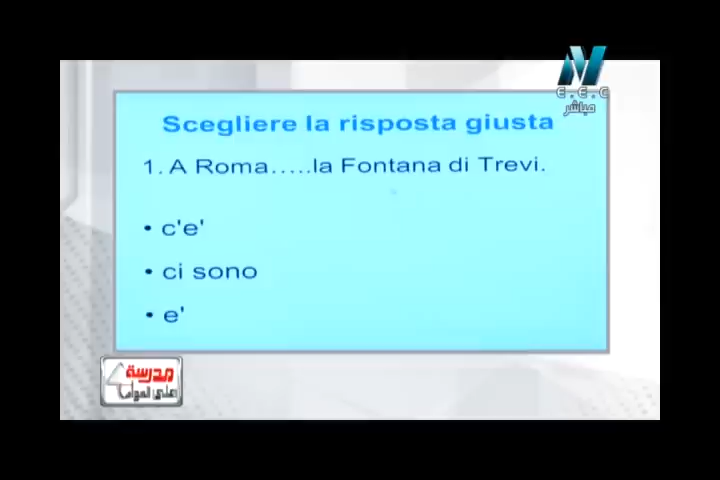 E.E.C
مباشر
Scegliere la risposta giusta
1. A Roma…..la Fontana di Trevi.
• c'e'
• ci sono
• e'
مدرسة
على الهواء